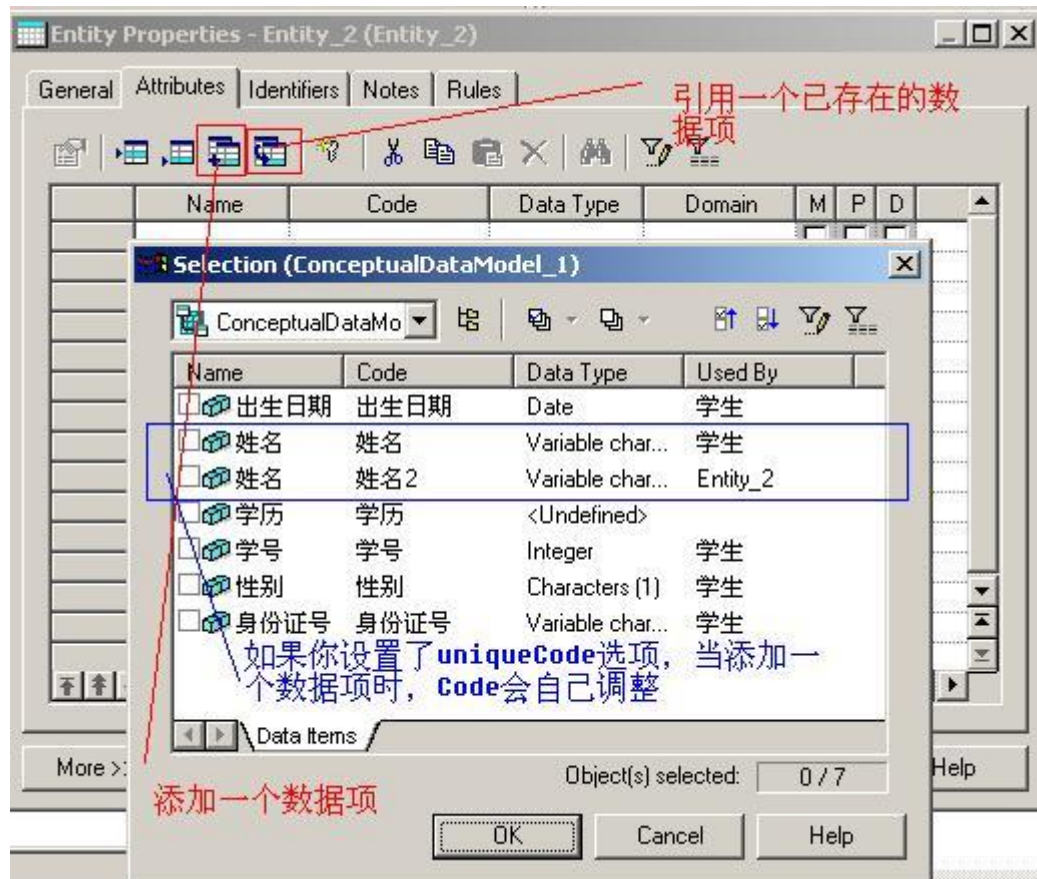 Entity Properties - Entity_2 (Entity_2)
General Attributes Identifiers Notes Rules
引用一个已存在的数
据项
Name Code Data Type Domain M P D
Selection (ConceptualDataModel_1)
ConceptualDataMo
Name Code Data Type Used By
出生日期 出生日期 Date 学生
姓名 姓名 Variable char... 学生
姓名 姓名2 Variable char... Entity_2
学历 学历 <Undefined>
学号 学号 Integer 学生
性别 性别 Characters (1) 学生
身份证号 身份证号 Variable char... 学生
如果你设置了uniqueCode选项，当添加一
个数据项时，Code会自己调整
Data Items
More >> Object(s) selected: 0 / 7 Help
添加一个数据项
OK Cancel Help